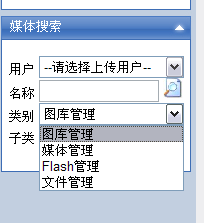 媒体搜索
用户 --请选择上传用户--
名称
类别 图库管理
子类 图库管理
媒体管理
Flash管理
文件管理